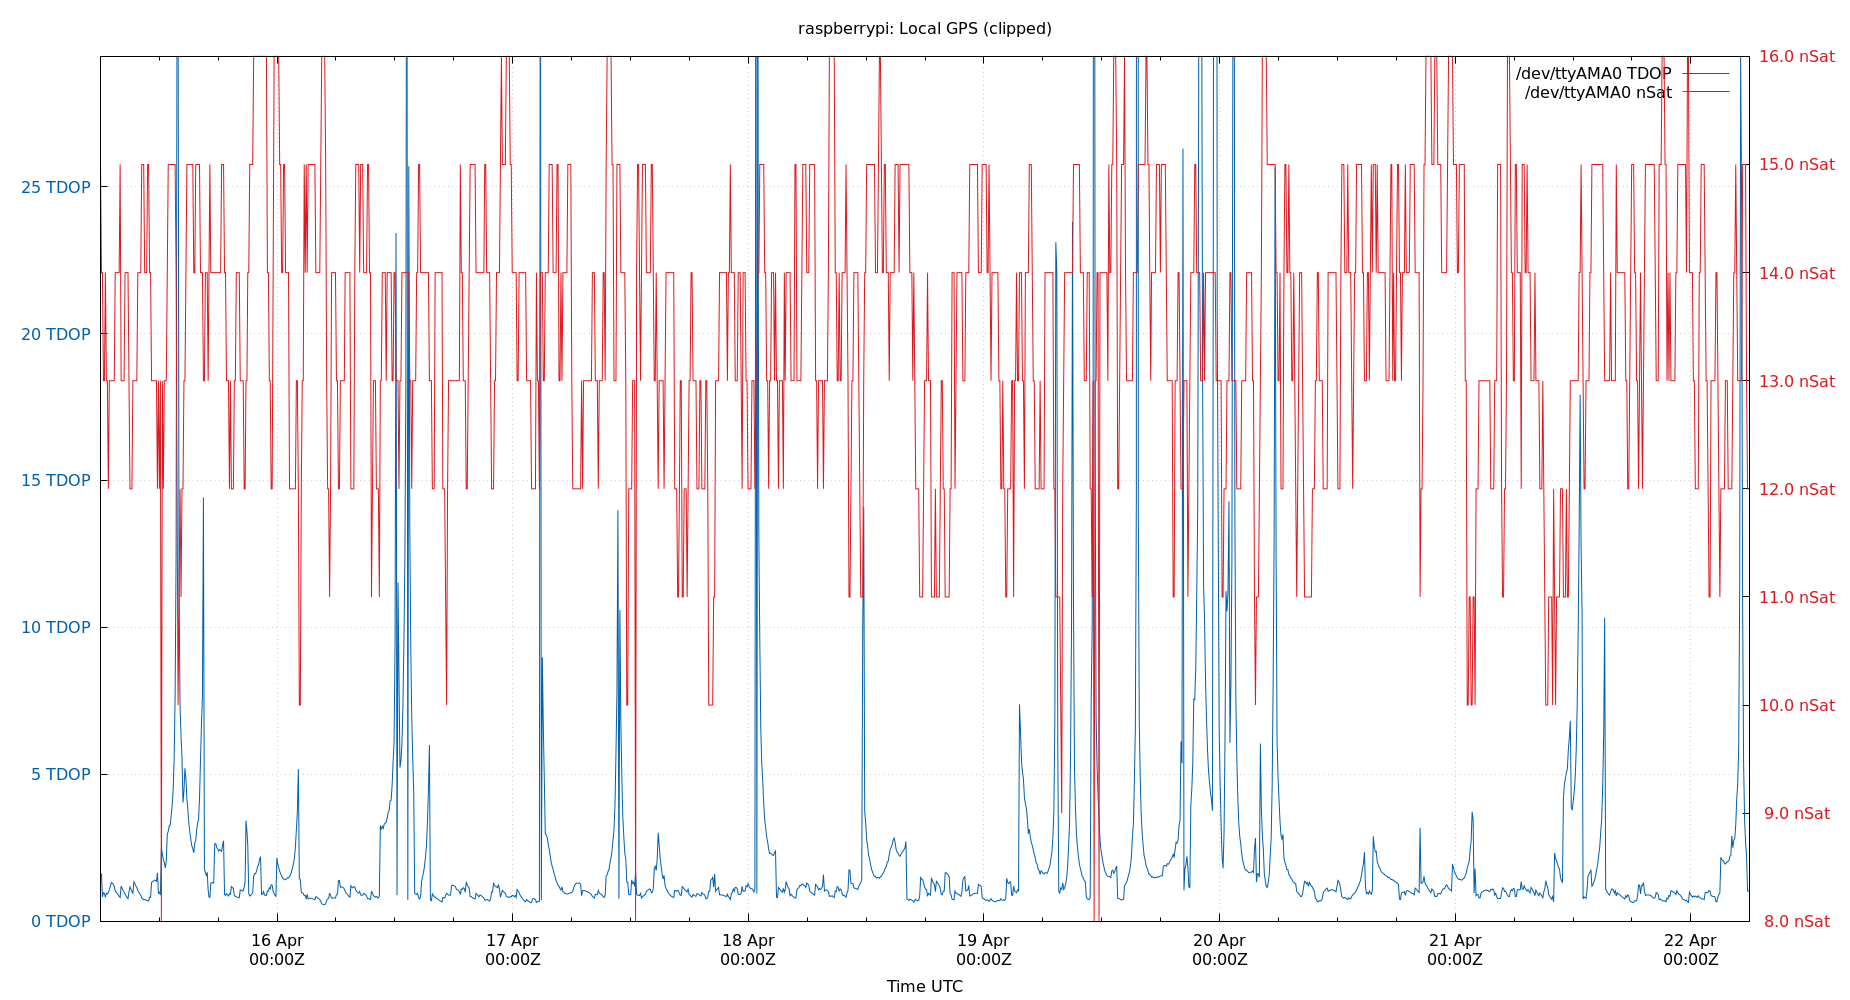 raspberrypi: Local GPS (clipped)
/dev/ttyAMA0 TDOP
/dev/ttyAMA0 nSat
25 TDOP
20 TDOP
15 TDOP
10 TDOP
5 TDOP
0 TDOP
16.0 nSat
15.0 nSat
14.0 nSat
13.0 nSat
12.0 nSat
11.0 nSat
10.0 nSat
9.0 nSat
8.0 nSat
16 Apr
00:00Z
17 Apr
00:00Z
18 Apr
00:00Z
19 Apr
00:00Z
20 Apr
00:00Z
21 Apr
00:00Z
22 Apr
00:00Z
Time UTC